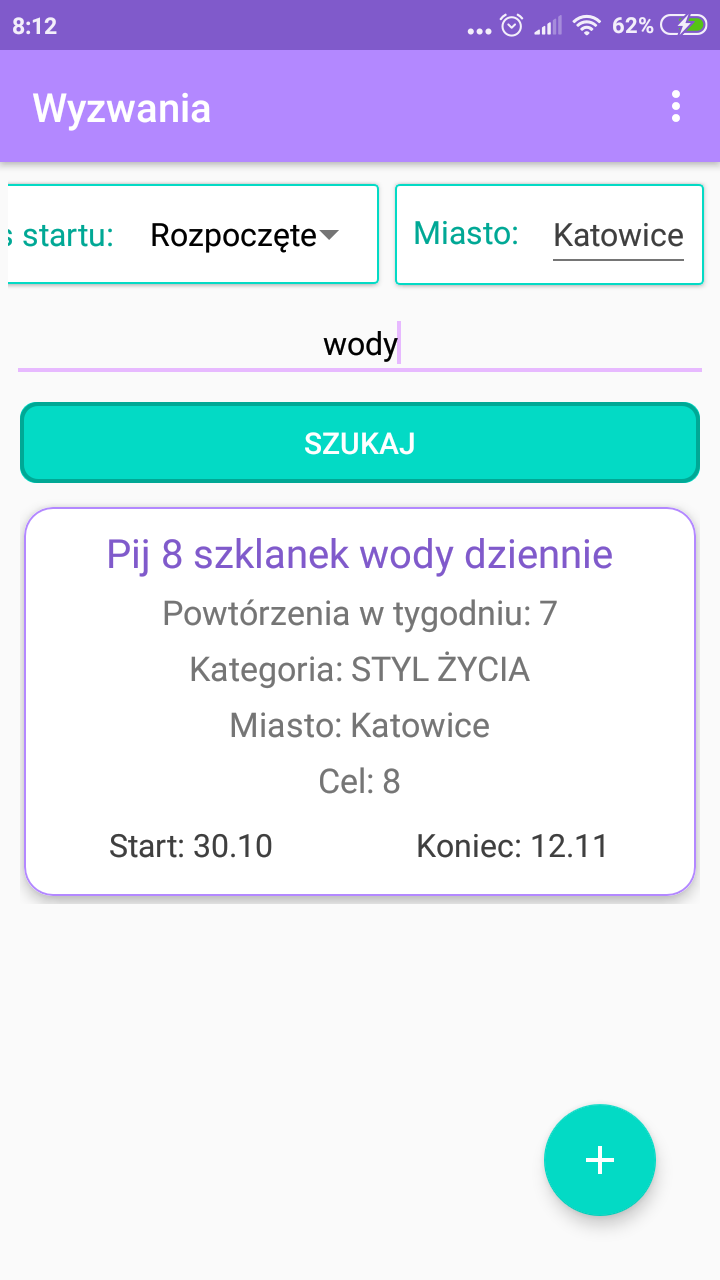 8:12 62%
Wyzwania
startu: Rozpoczęte Miasto: Katowice
wody
SZUKAJ
Pij 8 szklanek wody dziennie
Powtórzenia w tygodniu: 7
Kategoria: STYL ŻYCIA
Miasto: Katowice
Cel: 8
Start: 30.10 Koniec: 12.11